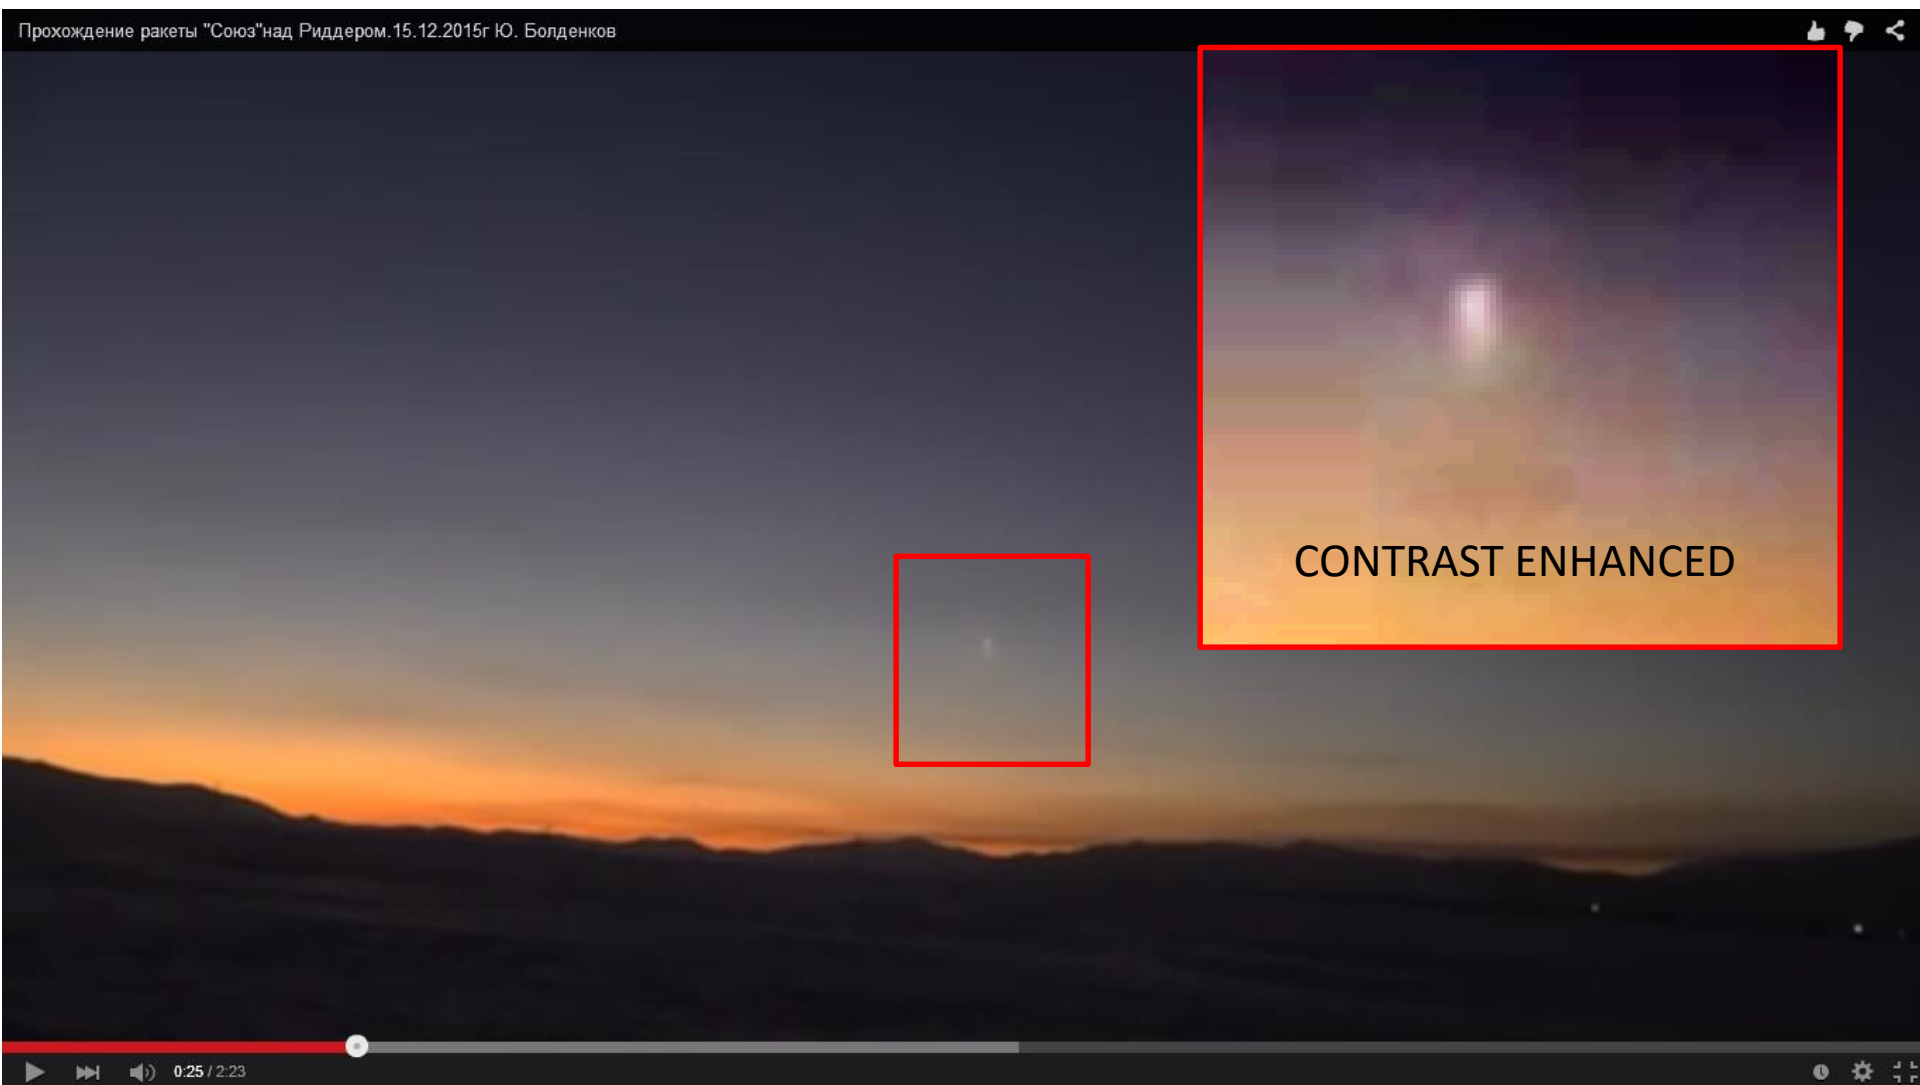 Прохождение ракеты "Союз"над Риддером.15.12.2015г Ю. Болденков
CONTRAST ENHANCED
0:25 / 2:23